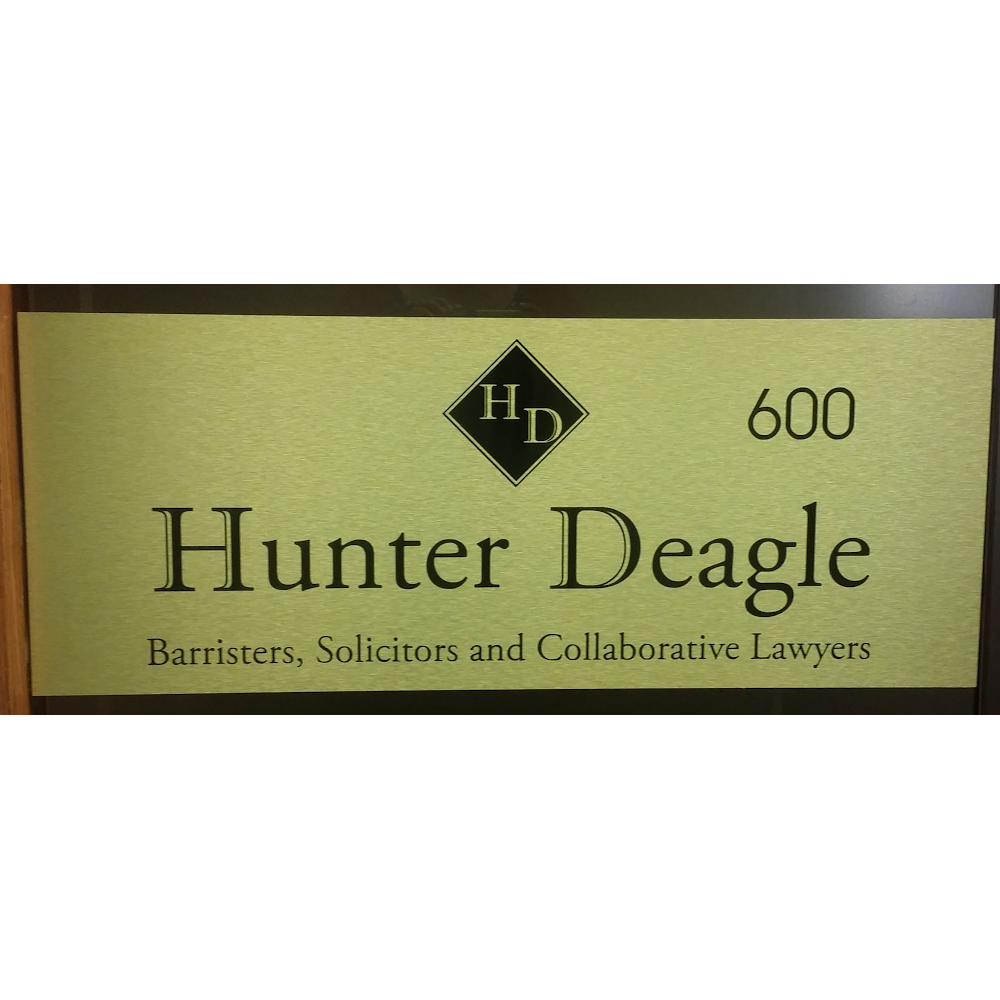 HD
600
Hunter Deagle
Barristers, Solicitors and Collaborative Lawyers